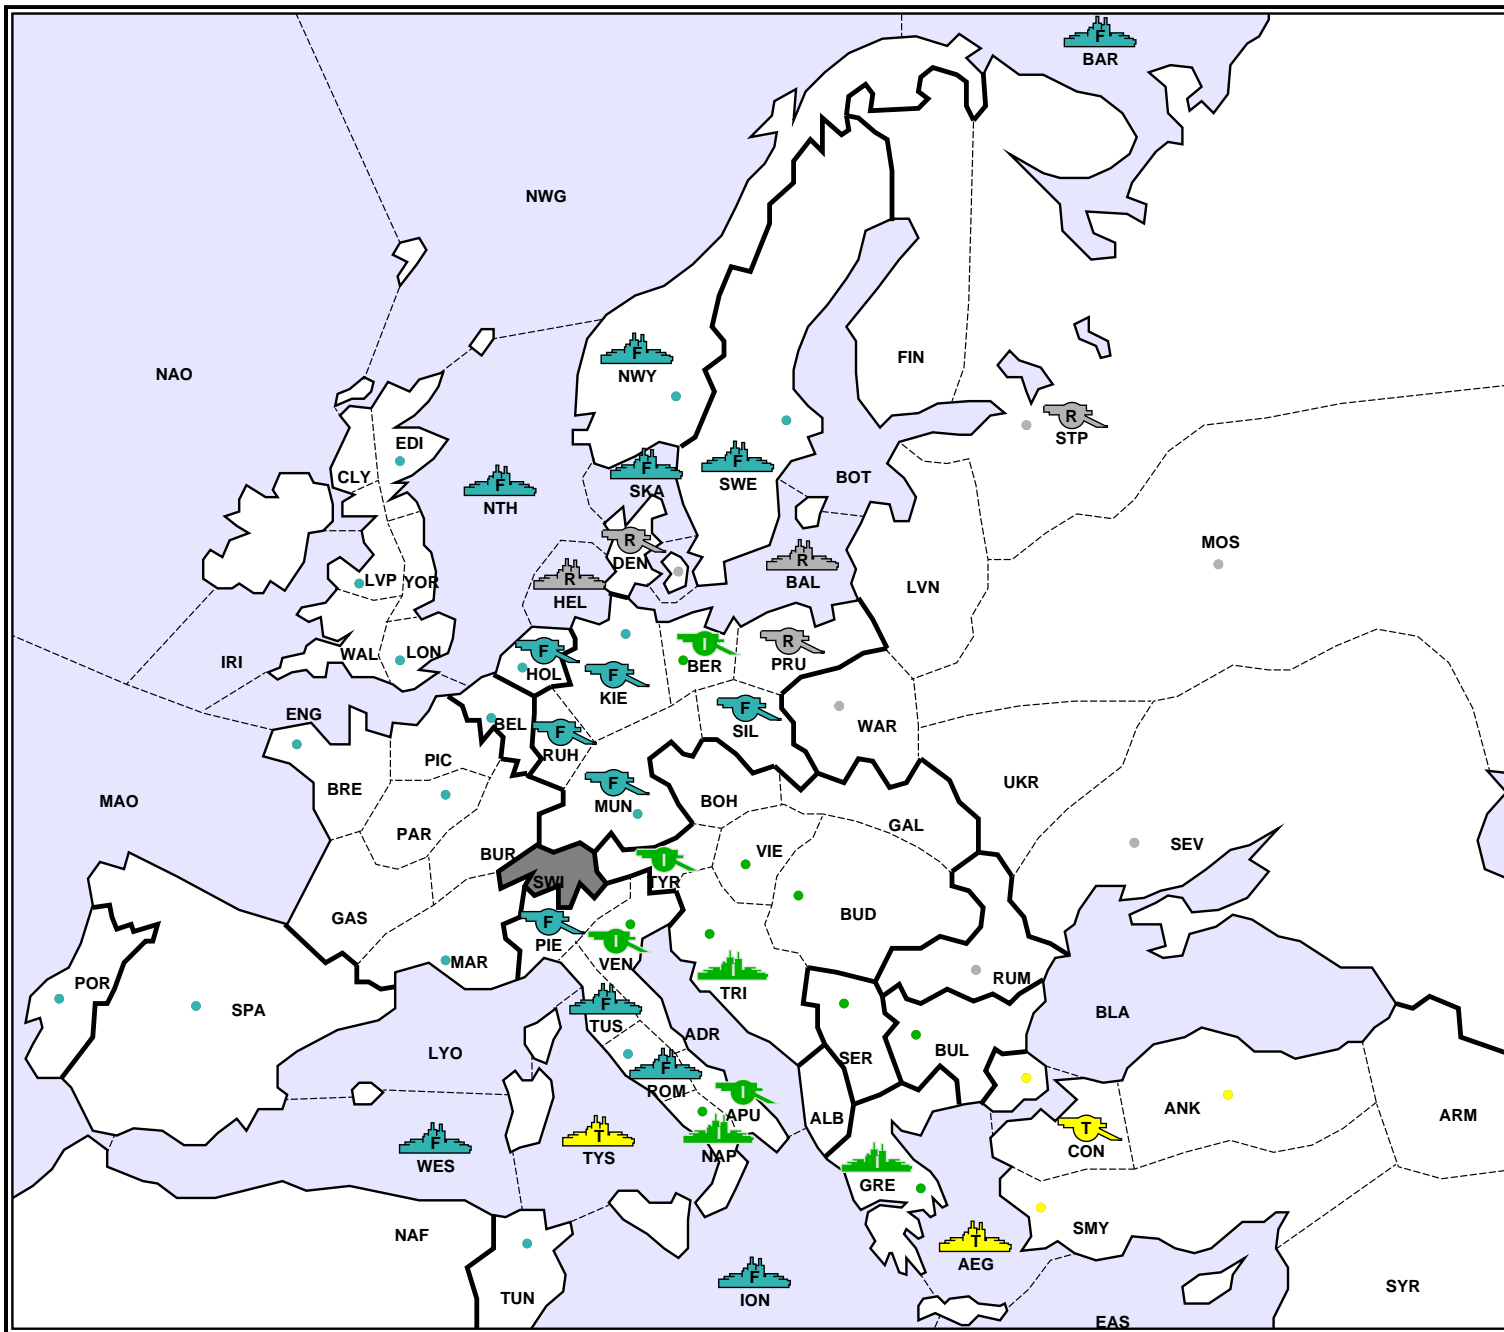 F
BAR
NWG
F
NWY
FIN
NAO
R
STP
EDI
F
SKA
F
SWE
CLY
F
NTH
BOT
R
DEN
MOS
R
HEL
R
BAL
LVP
YOR
LVN
I
BER
R
PRU
IRI
WAL
LON
F
HOL
F
KIE
ENG
BEL
F
SIL
WAR
F
RUH
PIC
BRE
UKR
MAO
F
MUN
BOH
PAR
GAL
BUR
VIE
SEV
I
TYR
SWI
GAS
BUD
F
PIE
I
VEN
MAR
POR
SPA
I
TRI
RUM
F
TUS
BLA
ADR
LYO
SER
BUL
F
ROM
I
APU
ALB
ANK
ARM
F
WES
T
TYS
I
NAP
T
CON
I
GRE
SMY
NAF
T
AEG
F
ION
TUN
SYR
EAS